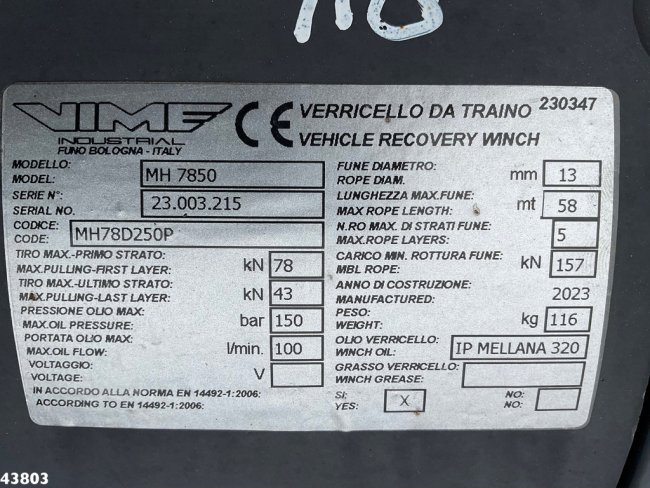 110
VIME
INDUSTRIAL
FUNO BOLOGNA - ITALY
CE
VERRICELLO DA TRAINO
VEHICLE RECOVERY WINCH
230347
MODELLO:
MODEL:
MH 7850
SERIE N°:
SERIAL NO.
23.003.215
CODICE:
CODE:
MH78D250P
TIRO MAX.-PRIMO STRATO:
MAX.PULLING-FIRST LAYER:
kN 78
TIRO MAX.-ULTIMO STRATO:
MAX.PULLING-LAST LAYER:
kN 43
PRESSIONE OLIO MAX:
MAX.OIL PRESSURE:
bar 150
PORTATA OLIO MAX:
MAX.OIL FLOW:
l/min. 100
VOLTAGGIO:
VOLTAGE:
V
IN ACCORDO ALLA NORMA EN 14492-1:2006:
ACCORDING TO EN 14492-1:2006:
FUNE DIAMETRO:
ROPE DIAM.
mm 13
LUNGHEZZA MAX.FUNE:
MAX ROPE LENGTH:
mt 58
N.RO MAX. DI STRATI FUNE:
MAX.ROPE LAYERS:
5
CARICO MIN. ROTTURA FUNE:
MBL ROPE:
kN 157
ANNO DI COSTRUZIONE:
MANUFACTURED:
2023
PESO:
WEIGHT:
kg 116
OLIO VERRICELLO:
WINCH OIL:
IP MELLANA 320
GRASSO VERRICELLO:
WINCH GREASE:
SI:
YES:
X
NO:
NO:
43803